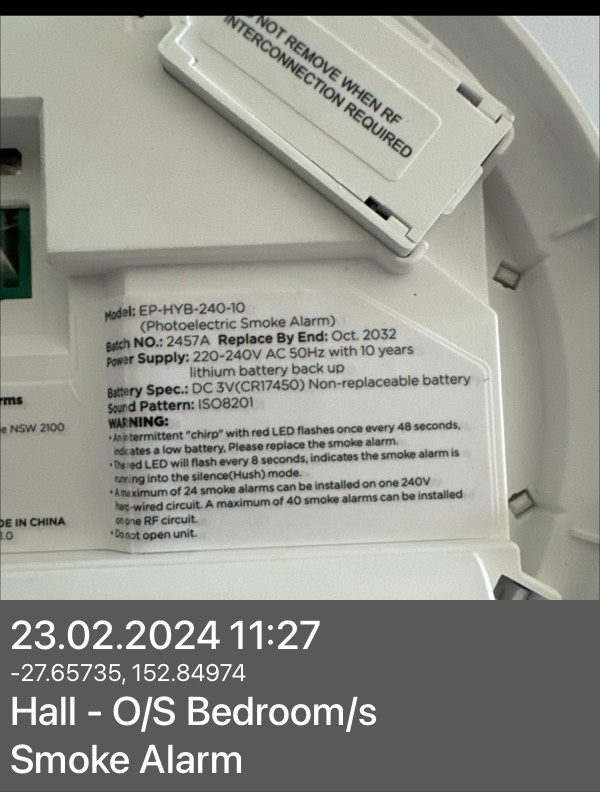 NOT REMOVE WHEN RF
INTERCONNECTION REQUIRED
Model: EP-HYB-240-10
(Photoelectric Smoke Alarm)
Batch NO.: 2457A Replace By End: Oct. 2032
Power Supply: 220-240V AC 50Hz with 10 years
lithium battery back up
Battery Spec.: DC 3V(CR17450) Non-replaceable battery
Sound Pattern: ISO8201
WARNING:
•An intermittent "chirp" with red LED flashes once every 48 seconds,
indicates a low battery, Please replace the smoke alarm.
•The red LED will flash every 8 seconds, indicates the smoke alarm is
running into the silence(Hush) mode.
•A maximum of 24 smoke alarms can be installed on one 240V
hard-wired circuit. A maximum of 40 smoke alarms can be installed
on one RF circuit.
•Do not open unit.
rms
e NSW 2100
DE IN CHINA
1.0
23.02.2024 11:27
-27.65735, 152.84974
Hall - O/S Bedroom/s
Smoke Alarm